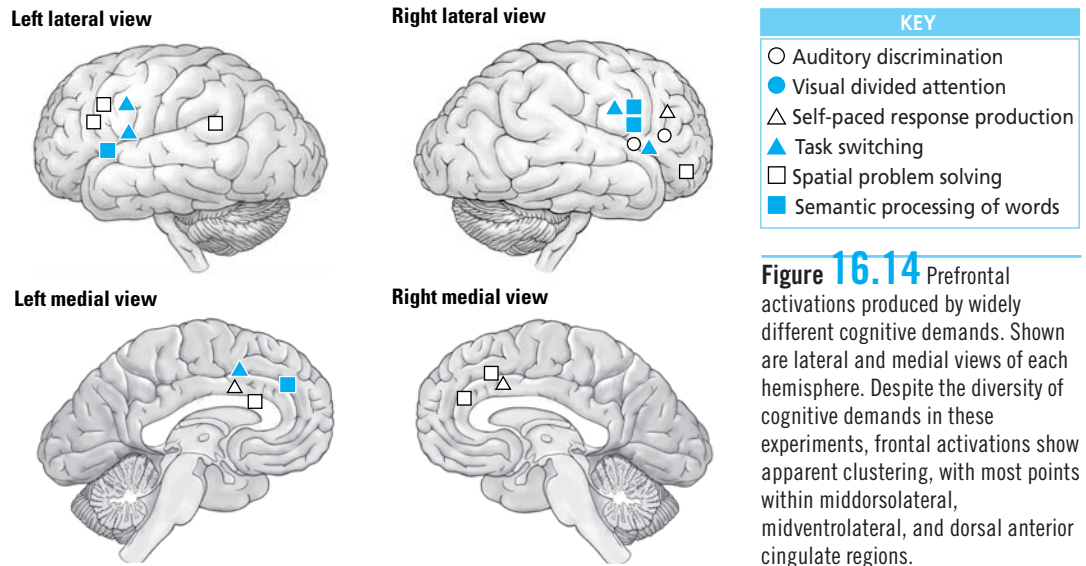 Left lateral view
Right lateral view
KEY
Auditory discrimination
Visual divided attention
Self-paced response production
Task switching
Spatial problem solving
Semantic processing of words
Left medial view
Right medial view
Figure 16.14 Prefrontal
activations produced by widely
different cognitive demands. Shown
are lateral and medial views of each
hemisphere. Despite the diversity of
cognitive demands in these
experiments, frontal activations show
apparent clustering, with most points
within middorsolateral,
midventrolateral, and dorsal anterior
cingulate regions.